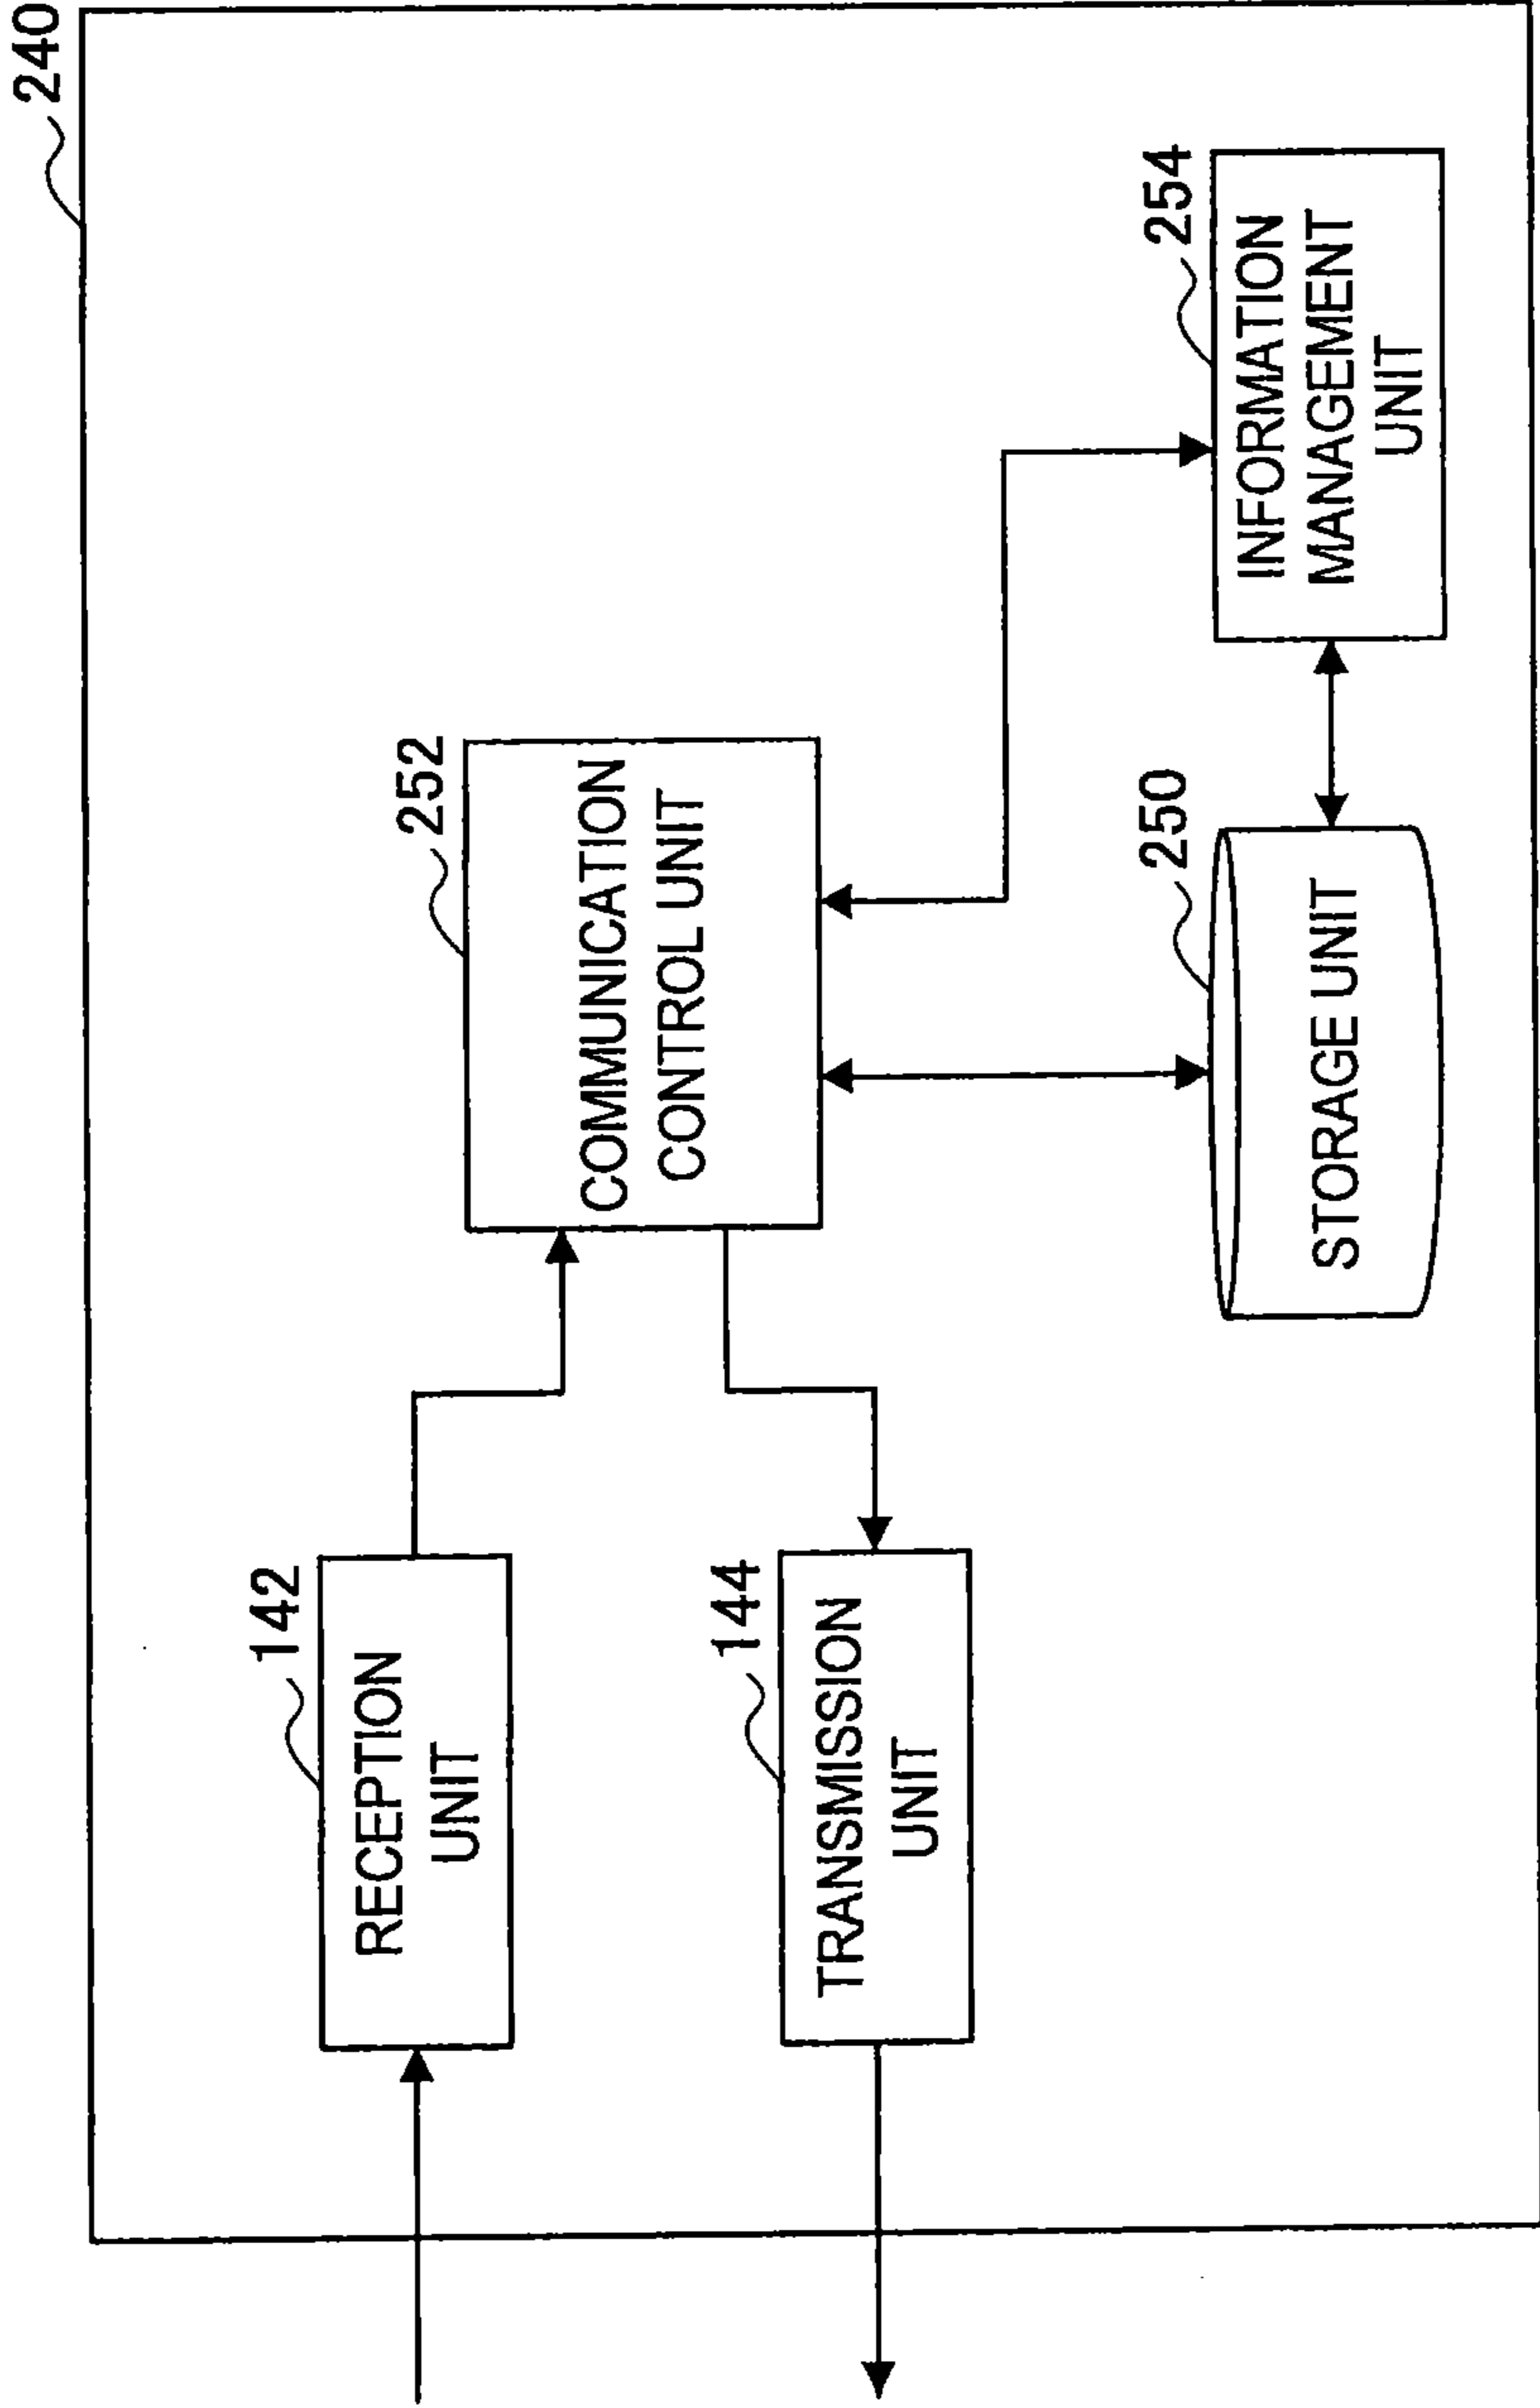 240
142
RECEPTION
UNIT
144
TRANSMISSION
UNIT
252
COMMUNICATION
CONTROL UNIT
250
STORAGE UNIT
254
INFORMATION
MANAGEMENT
UNIT